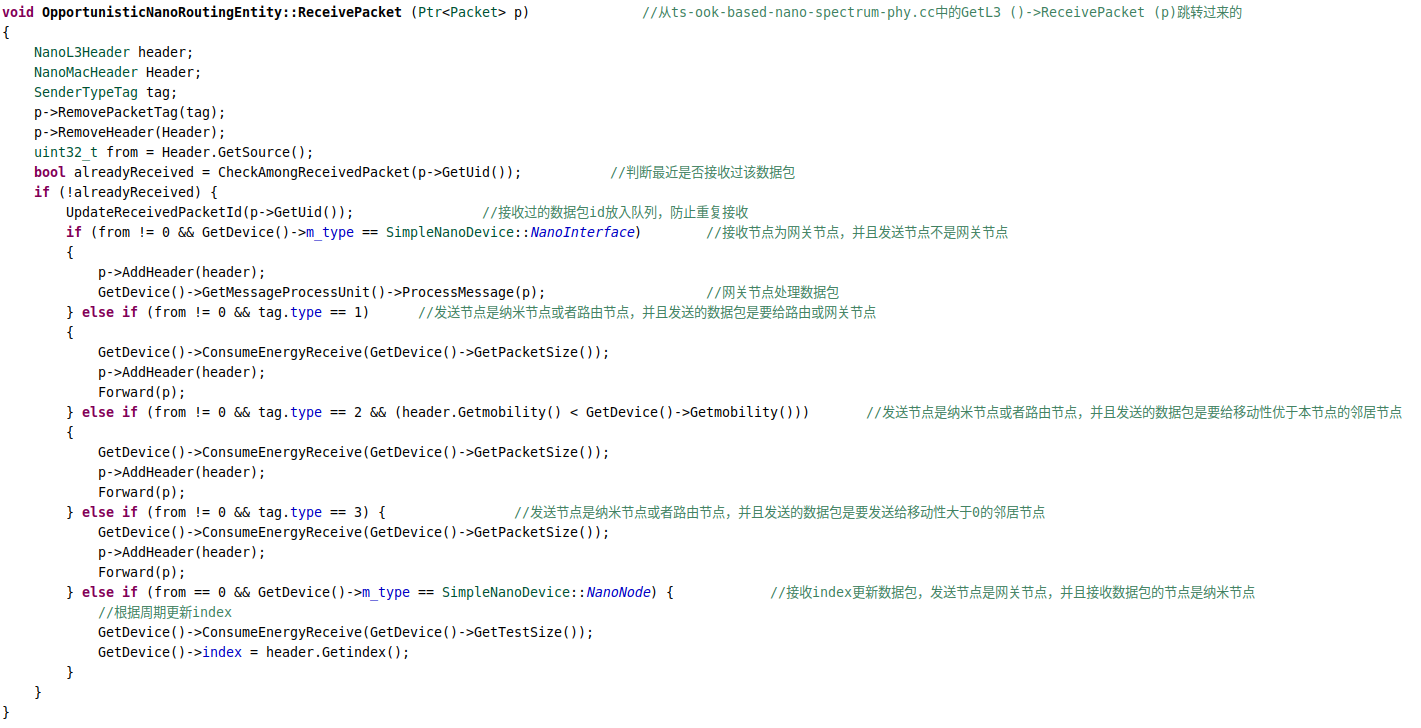 void OpportunisticNanoRoutingEntity::ReceivePacket (Ptr<Packet> p)              //从ts-ook-based-nano-spectrum-phy.cc中的GetL3 ()->ReceivePacket (p)跳转过来的
{
    NanoL3Header header;
    NanoMacHeader Header;
    SenderTypeTag tag;
    p->RemovePacketTag(tag);
    p->RemoveHeader(Header);
    uint32_t from = Header.GetSource();
    bool alreadyReceived = CheckAmongReceivedPacket(p->GetUid());           //判断最近是否接收过该数据包
    if (!alreadyReceived) {
        UpdateReceivedPacketId(p->GetUid());                //接收过的数据包id放入队列，防止重复接收
        if (from != 0 && GetDevice()->m_type == SimpleNanoDevice::NanoInterface)        //接收节点为网关节点，并且发送节点不是网关节点
        {
            p->AddHeader(header);
            GetDevice()->GetMessageProcessUnit()->ProcessMessage(p);                    //网关节点处理数据包
        } else if (from != 0 && tag.type == 1)      //发送节点是纳米节点或者路由节点，并且发送的数据包是要给路由或网关节点
        {
            GetDevice()->ConsumeEnergyReceive(GetDevice()->GetPacketSize());
            p->AddHeader(header);
            Forward(p);
        } else if (from != 0 && tag.type == 2 && (header.Getmobility() < GetDevice()->Getmobility()))       //发送节点是纳米节点或者路由节点，并且发送的数据包是要给移动性优于本节点的邻居节点
        {
            GetDevice()->ConsumeEnergyReceive(GetDevice()->GetPacketSize());
            p->AddHeader(header);
            Forward(p);
        } else if (from != 0 && tag.type == 3) {                //发送节点是纳米节点或者路由节点，并且发送的数据包是要发送给移动性大于0的邻居节点
            GetDevice()->ConsumeEnergyReceive(GetDevice()->GetPacketSize());
            p->AddHeader(header);
            Forward(p);
        } else if (from == 0 && GetDevice()->m_type == SimpleNanoDevice::NanoNode) {            //接收index更新数据包，发送节点是网关节点，并且接收数据包的节点是纳米节点
            //根据周期更新index
            GetDevice()->ConsumeEnergyReceive(GetDevice()->GetTestSize());
            GetDevice()->index = header.Getindex();
        }
    }
}